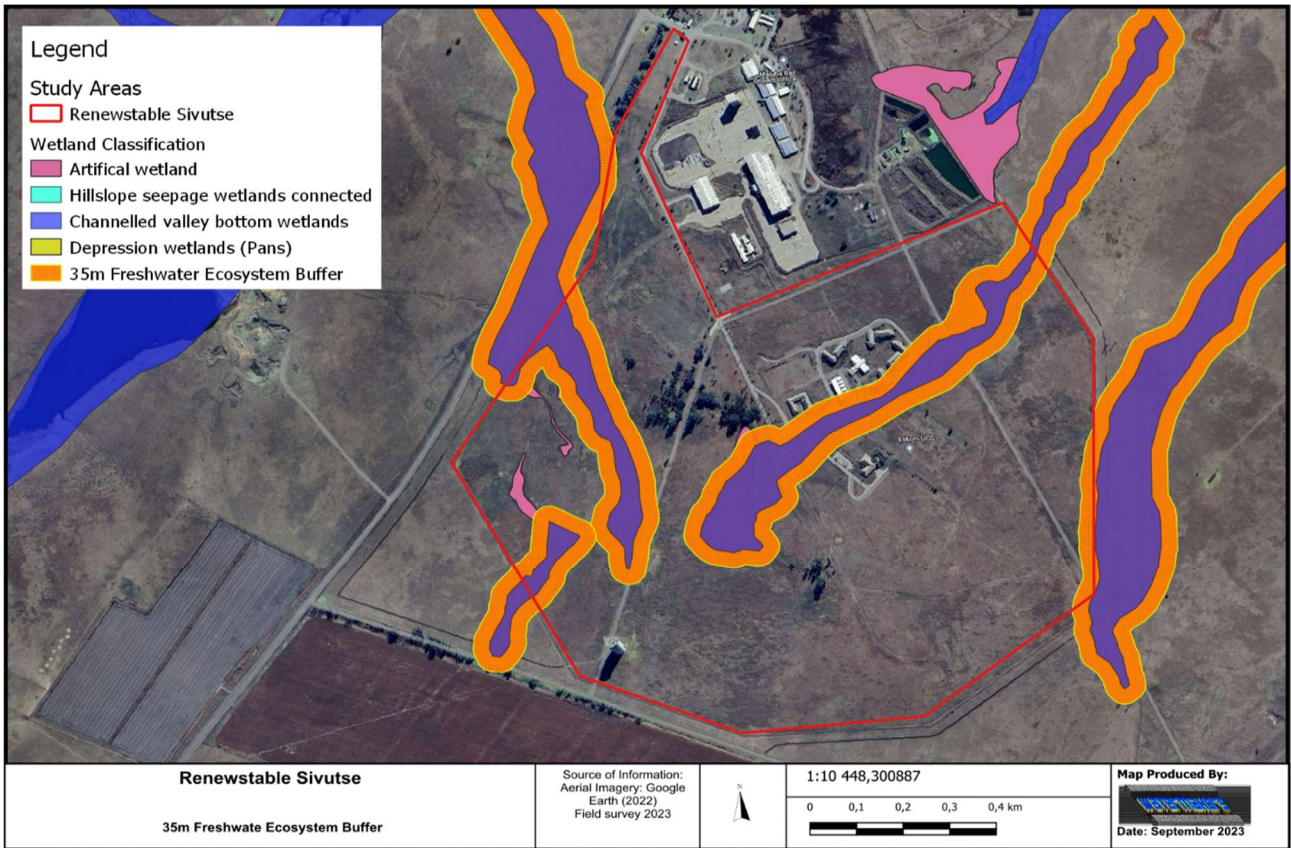 Legend
Study Areas
Renewstable Sivutse
Wetland Classification
Artifical wetland
Hillslope seepage wetlands connected
Channelled valley bottom wetlands
Depression wetlands (Pans)
35m Freshwater Ecosystem Buffer
Eskom UCG
Renewstable Sivutse
35m Freshwate Ecosystem Buffer
Source of Information:
Aerial Imagery: Google
Earth (2022)
Field survey 2023
1:10 448,300887
0 0,1 0,2 0,3 0,4 km
Map Produced By:
Date: September 2023